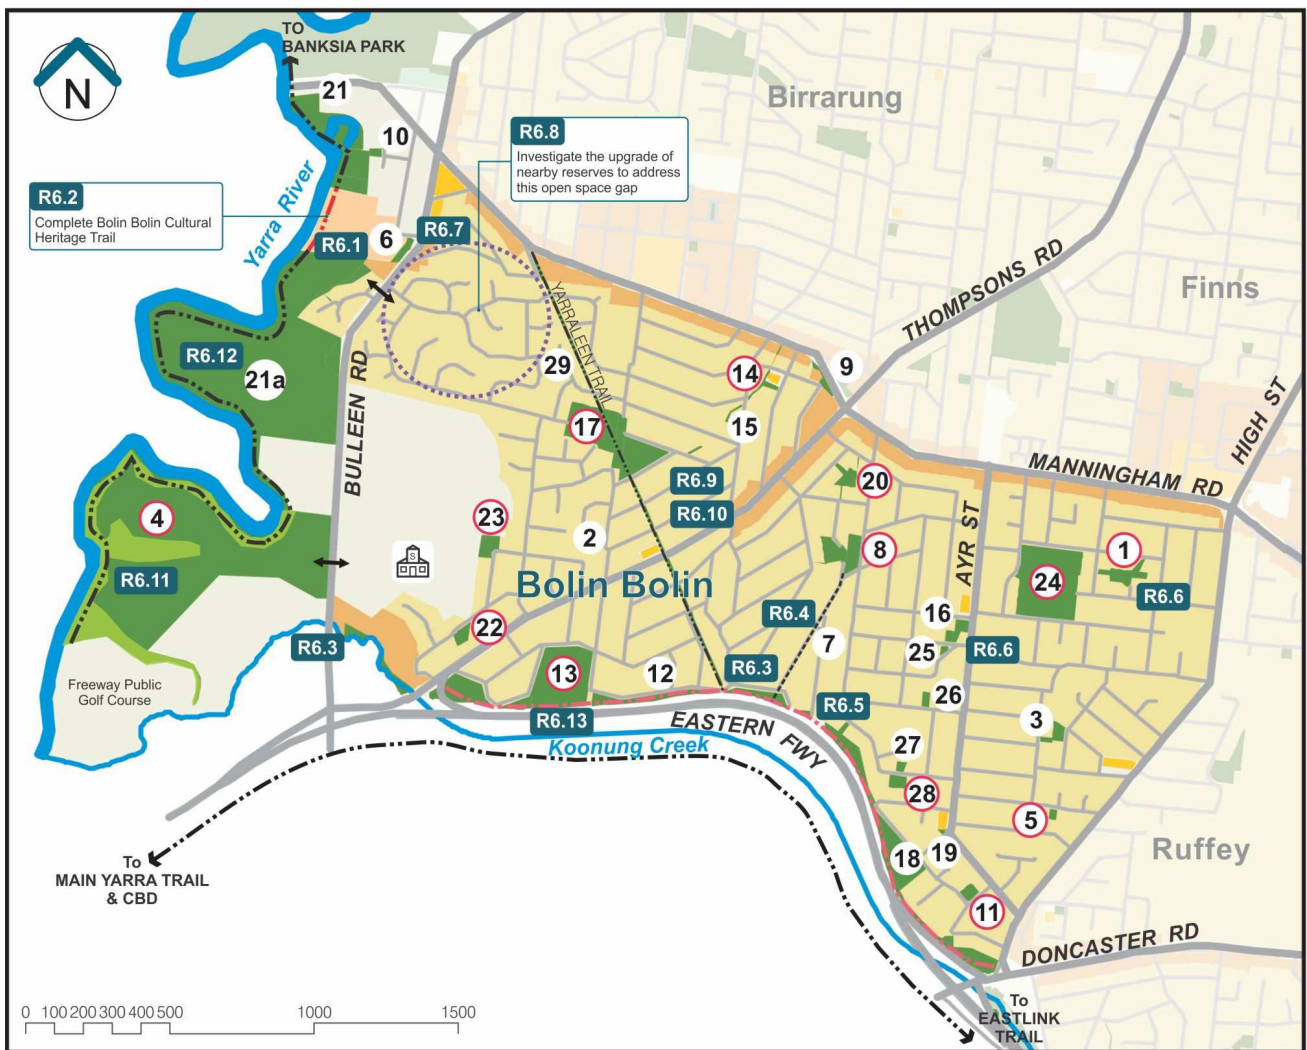 TO
BANKSIA PARK
N
21
10
Birrarung
R6.8
Investigate the upgrade of
nearby reserves to address
this open space gap
R6.2
Complete Bolin Bolin Cultural
Heritage Trail
Yarra River
R6.1
6
R6.7
THOMPSONS RD
Finns
YARRALEEN TRAIL
R6.12
21a
29
14
9
BULLEEN RD
17
15
HIGH ST
MANNINGHAM RD
R6.9
20
4
23
R6.10
AYR ST
2
8
1
S
R6.11
Bolin Bolin
24
R6.6
R6.4
16
22
7
25
R6.6
R6.3
13
12
R6.3
26
Freeway Public
Golf Course
R6.5
3
R6.13
EASTERN FWY
Koonung Creek
27
28
5
18
19
Ruffey
To
MAIN YARRA TRAIL
& CBD
11
DONCASTER RD
0 100 200 300 400 500 1000 1500
To
EASTLINK
TRAIL